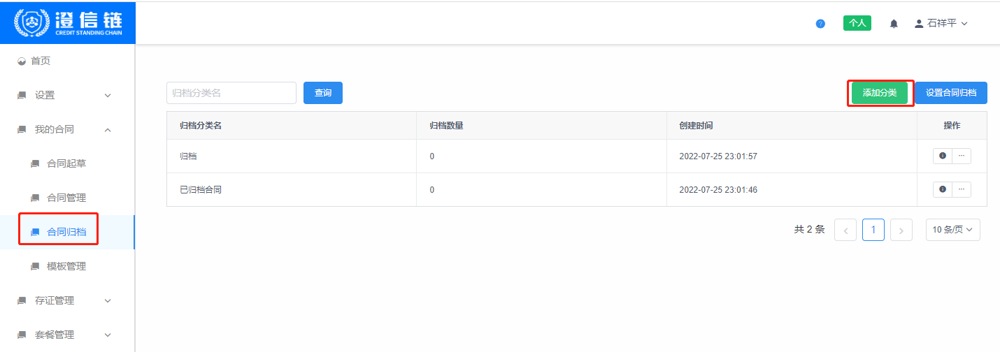 澄信链
CREDIT STANDING CHAIN
? 个人 石祥平
首页
设置
我的合同
合同起草
合同管理
合同归档
模板管理
存证管理
套餐管理
归档分类名 查询 添加分类 设置合同归档
归档分类名 归档数量 创建时间 操作
归档 0 2022-07-25 23:01:57 ...
已归档合同 0 2022-07-25 23:01:46 ...
共 2 条 < 1 > 10 条/页